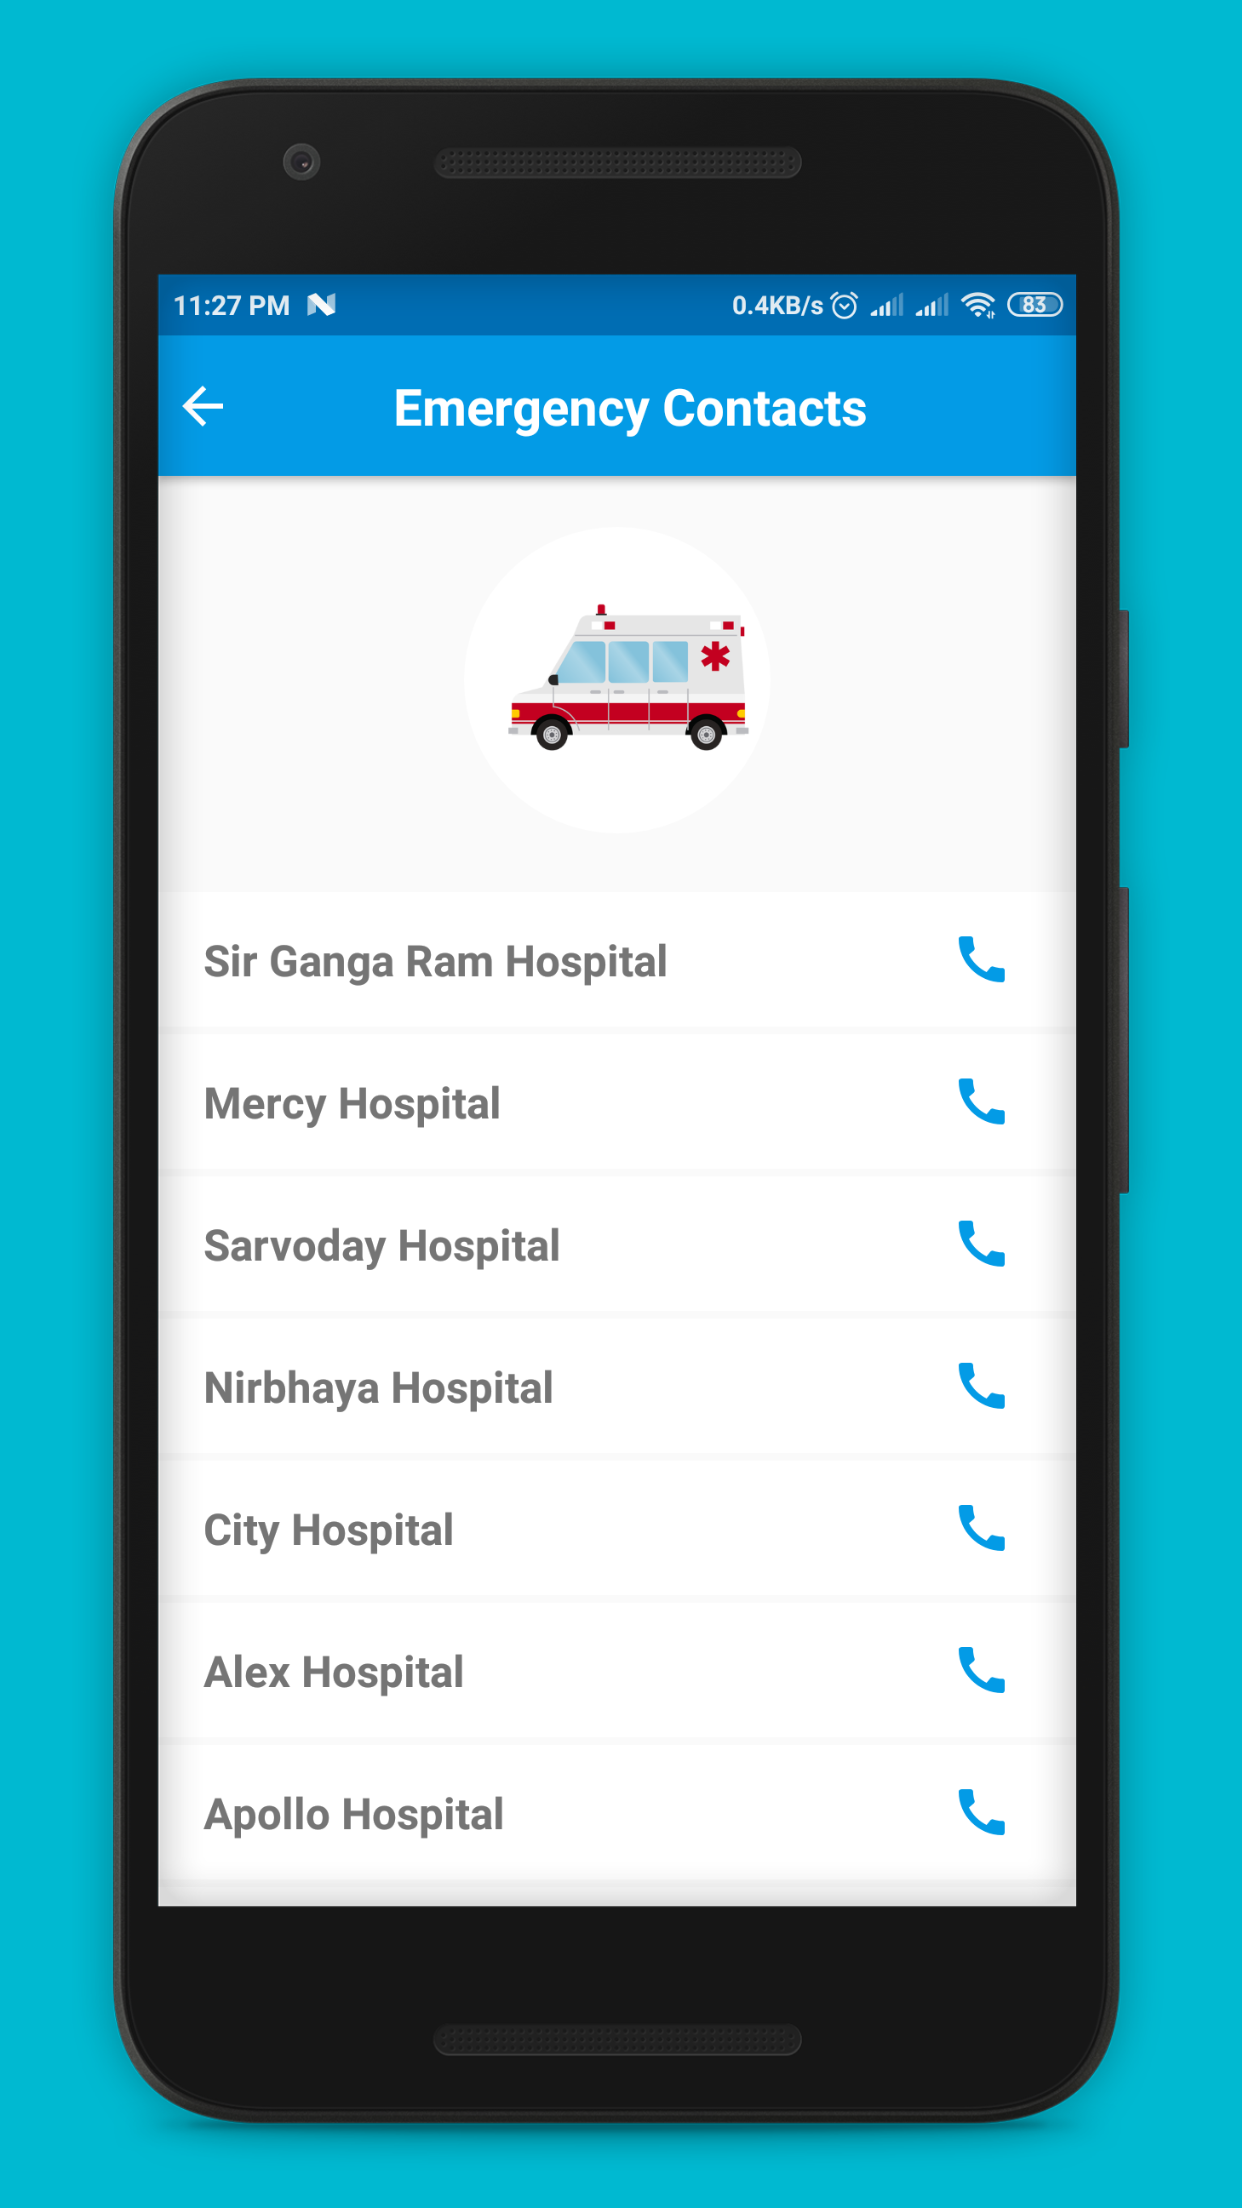 11:27 PM 0.4KB/s 83
Emergency Contacts
Sir Ganga Ram Hospital
Mercy Hospital
Sarvoday Hospital
Nirbhaya Hospital
City Hospital
Alex Hospital
Apollo Hospital